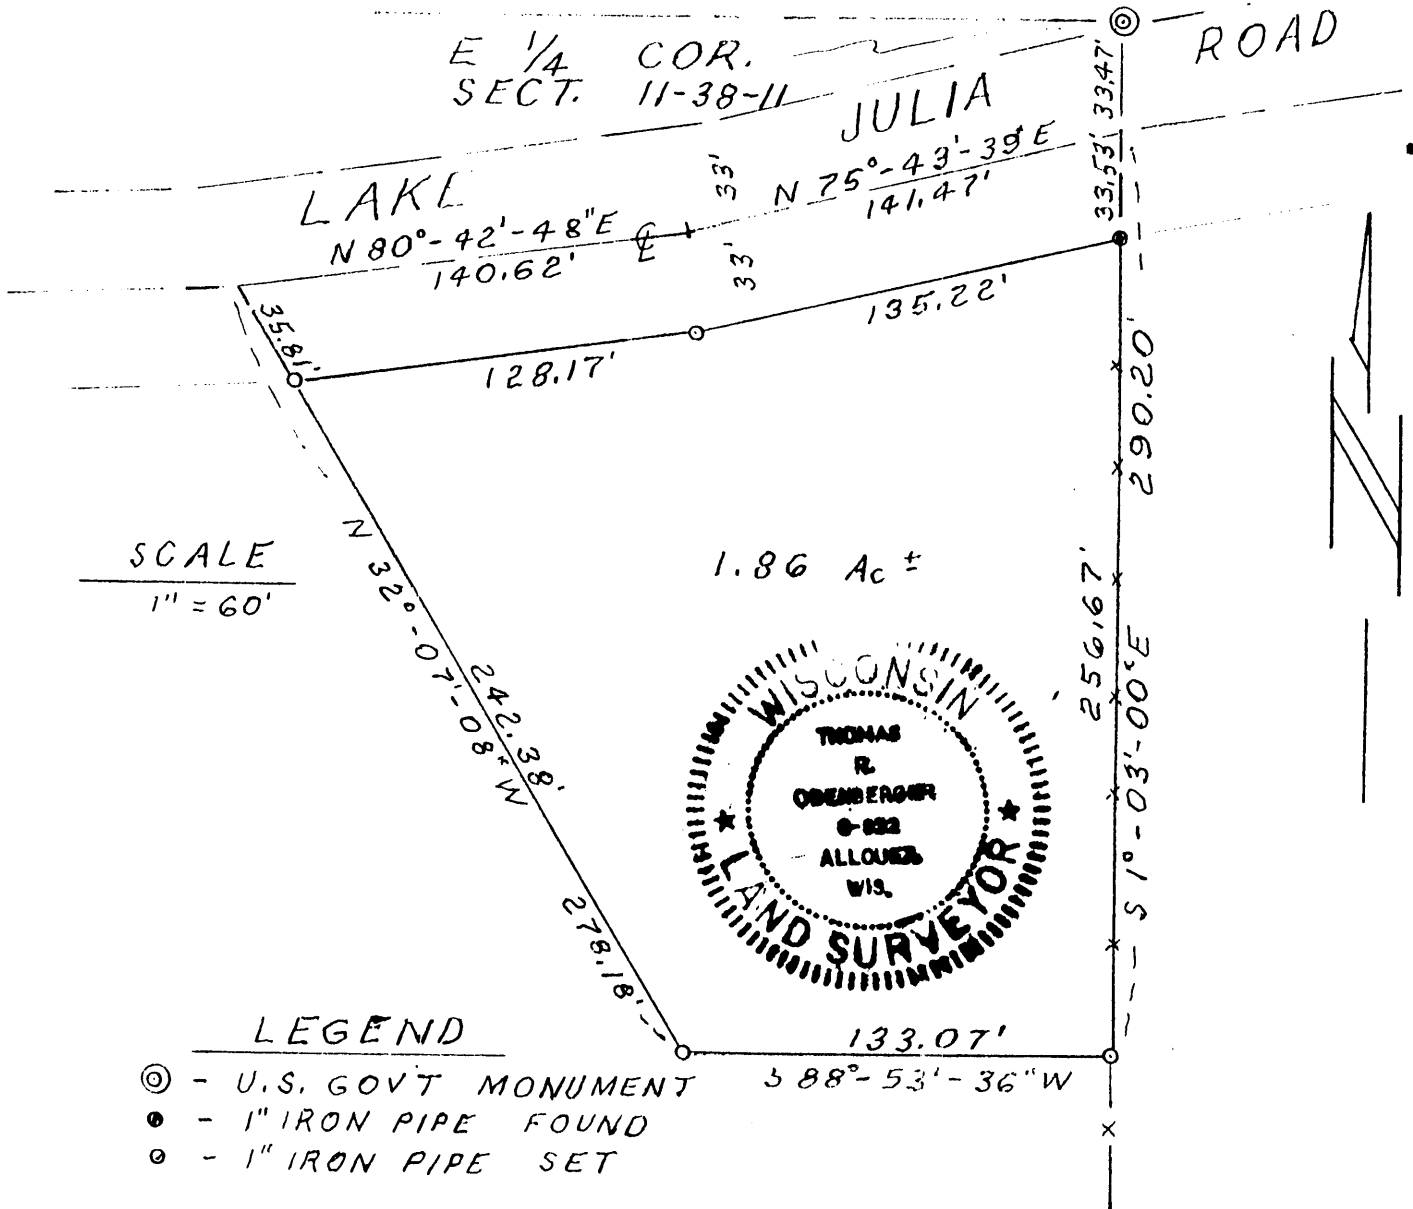 E 1/4 COR.
SECT. 11-38-11
ROAD
JULIA
LAKE
33.47'
33.53'
N 75°-43'-39" E
141.47'
33'
33'
N 80°-42'-48" E
℄
140.62'
35.81'
128.17'
135.22'
290.20'
SCALE
1" = 60'
1.86 Ac ±
N 32°-07'-08" W
242.38'
278.18'
256.67'
S 1°-03'-00" E
N
WISCONSIN
THOMAS
R.
ALLOUEZ
WIS.
LAND SURVEYOR
133.07'
S 88°-53'-36" W
LEGEND
- U.S. GOV'T MONUMENT
- 1" IRON PIPE FOUND
- 1" IRON PIPE SET